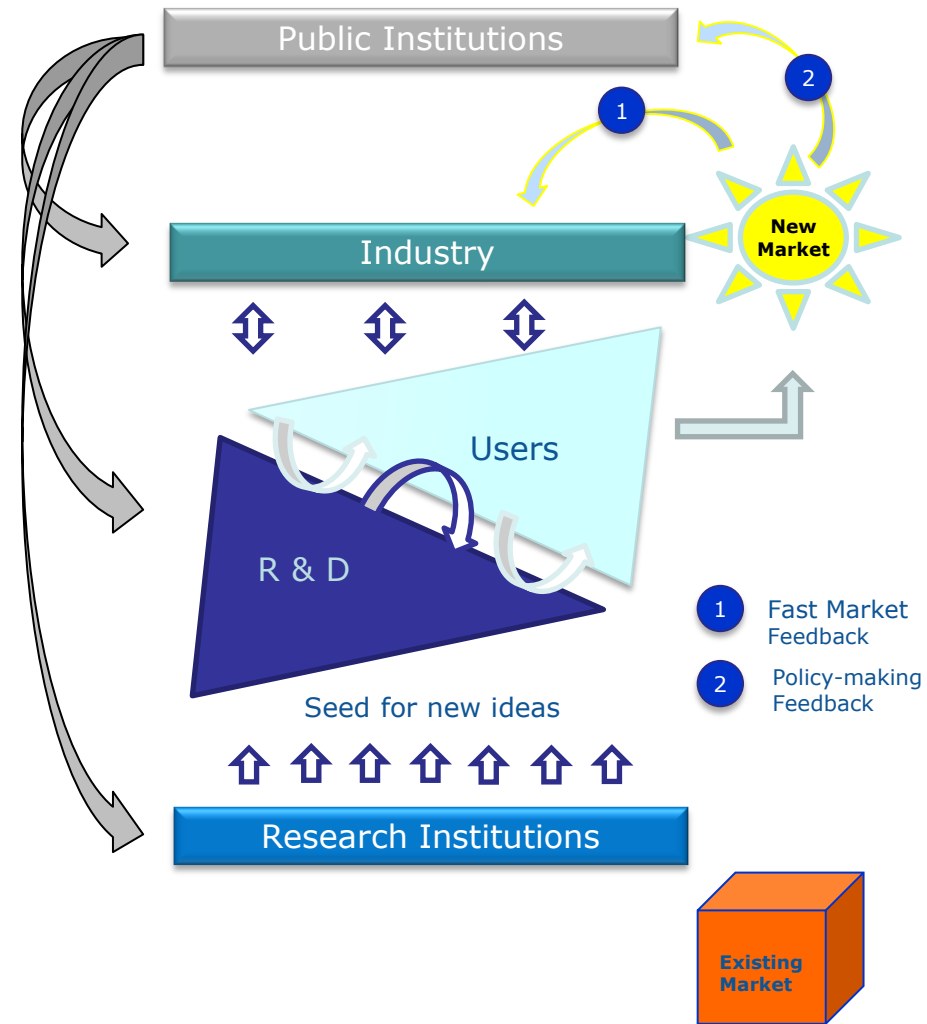 Public Institutions
2
1
New
Market
Industry
Users
R & D
1
Fast Market
Feedback
2
Policy-making
Feedback
Seed for new ideas
Research Institutions
Existing
Market